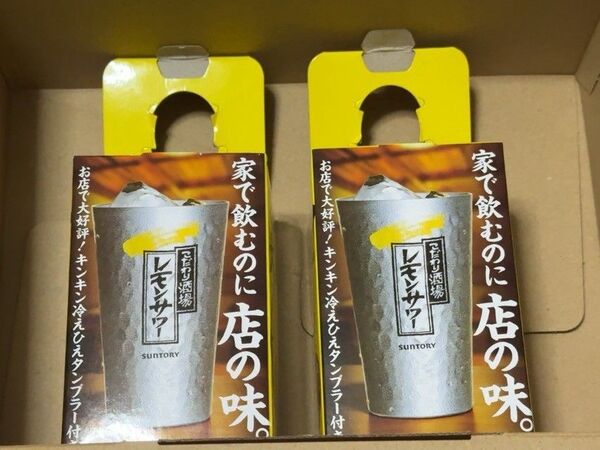 家で飲むのに
店の味。
お店で大好評！キンキン冷えひえタンブラー付き
こだわり酒場
レモンサワー
SUNTORY
家で飲むのに
店の味。
お店で大好評！キンキン冷えひえタンブラー付
こだわり酒場
レモンサワー
SUNTORY